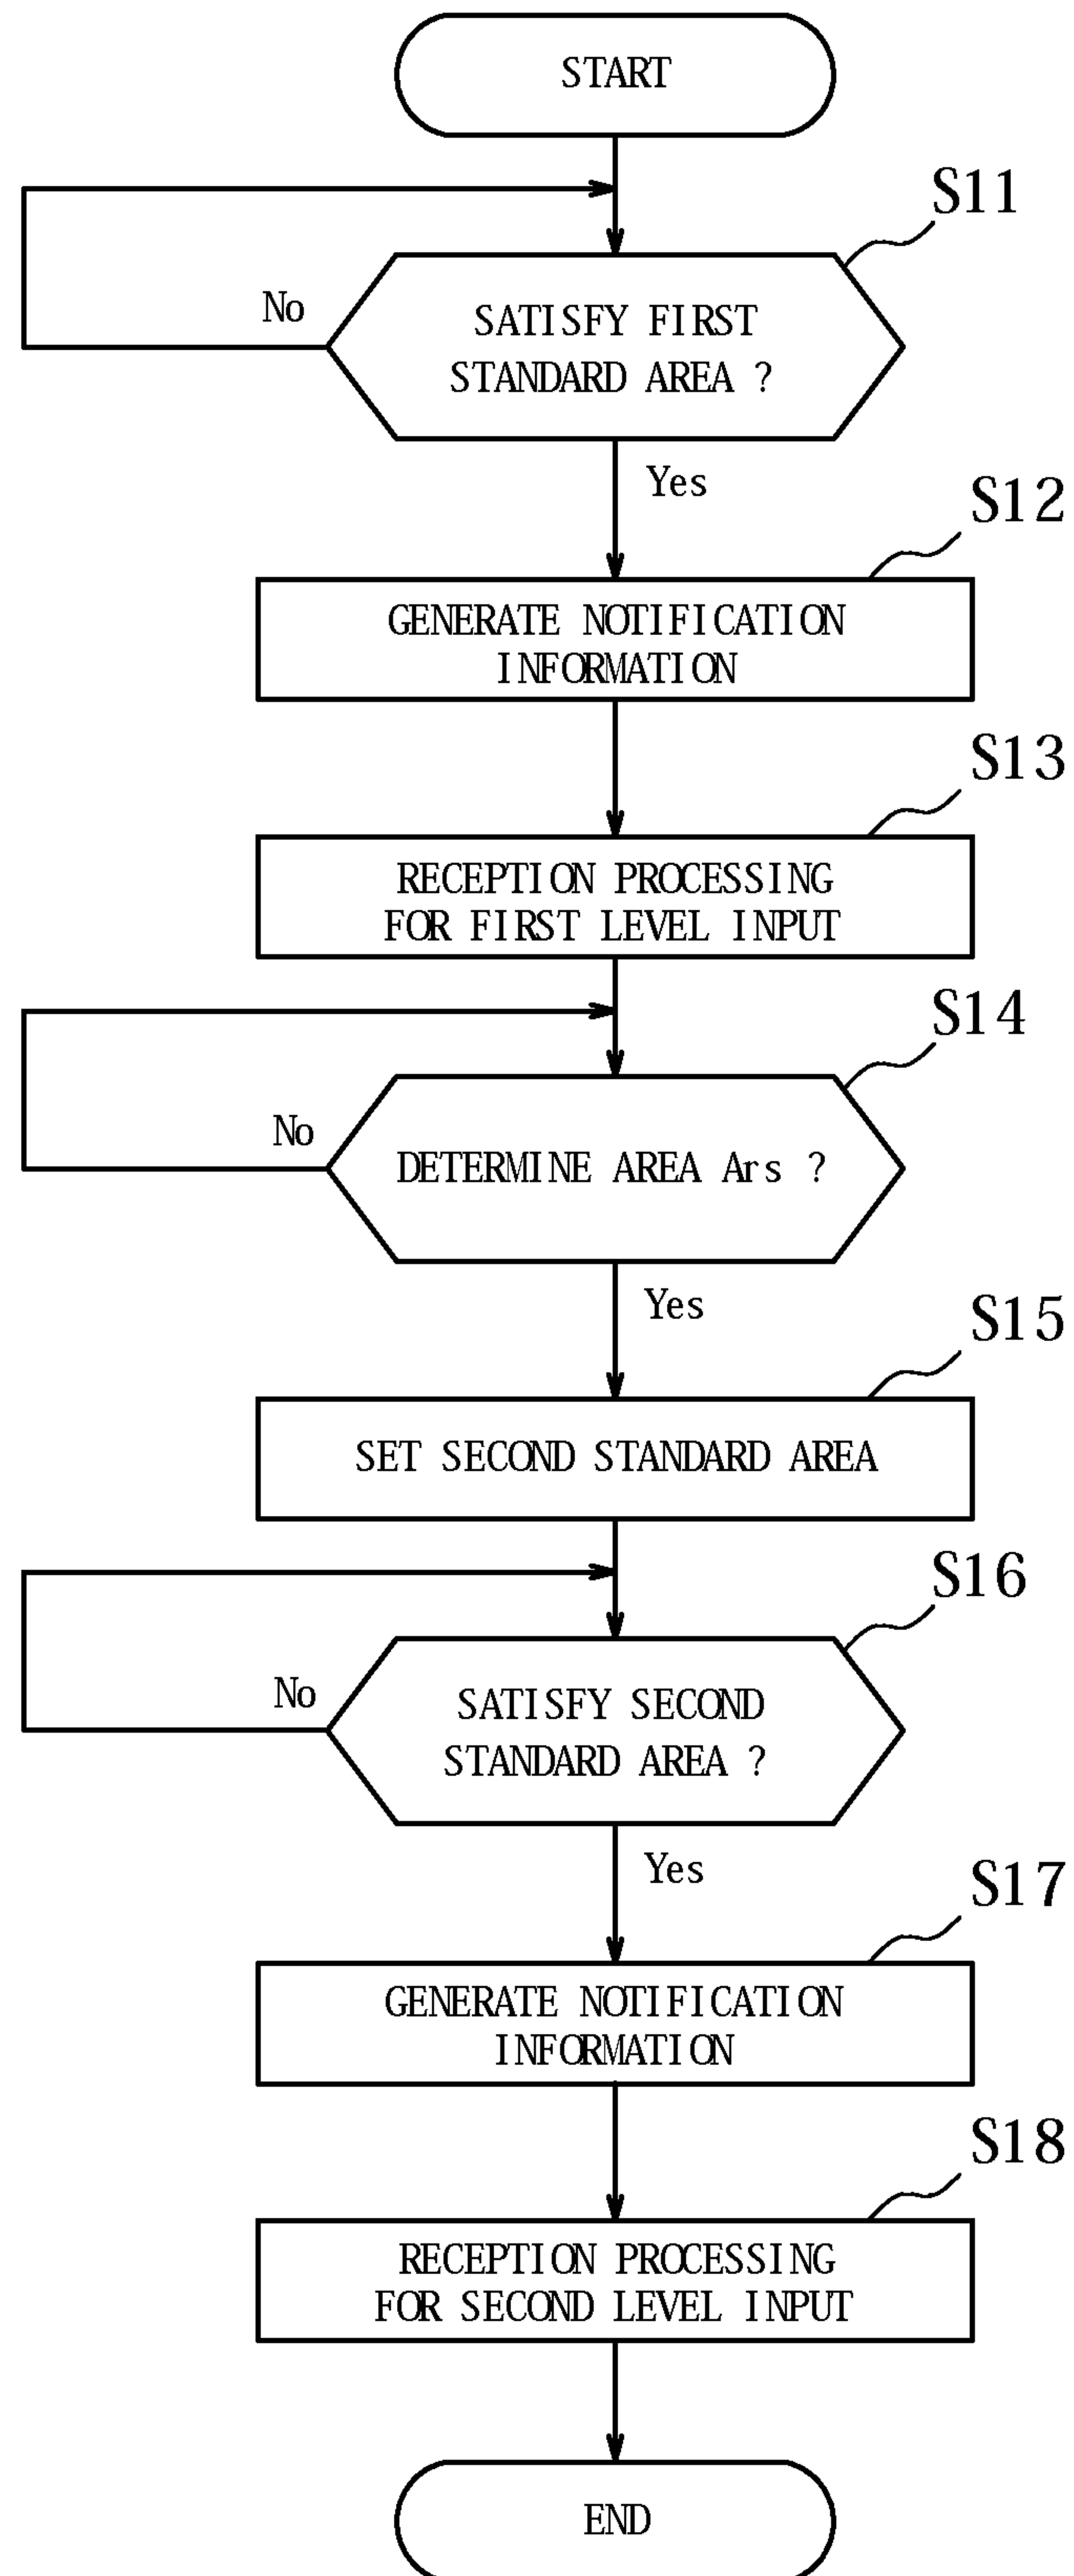 START
S11
No
SATISFY FIRST
STANDARD AREA ?
Yes
S12
GENERATE NOTIFICATION
INFORMATION
S13
RECEPTION PROCESSING
FOR FIRST LEVEL INPUT
S14
No
DETERMINE AREA Ars ?
Yes
S15
SET SECOND STANDARD AREA
S16
No
SATISFY SECOND
STANDARD AREA ?
Yes
S17
GENERATE NOTIFICATION
INFORMATION
S18
RECEPTION PROCESSING
FOR SECOND LEVEL INPUT
END